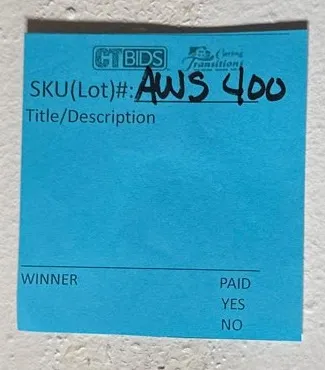 CTBIDS Caring
Transitions
SKU(Lot)#: AWS 400
Title/Description
WINNER PAID
YES
NO